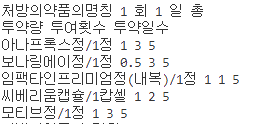 처방의약품의명칭 1 회 1 일 총
투약량 투여횟수 투약일수
아나프록스정/1정 1 3 5
보나링에이정/1정 0.5 3 5
임팩타인프리미엄정(내복)/1정 1 1 5
씨베리움캡슐/캅셀 1 2 5
모티브정/1정 1 3 5